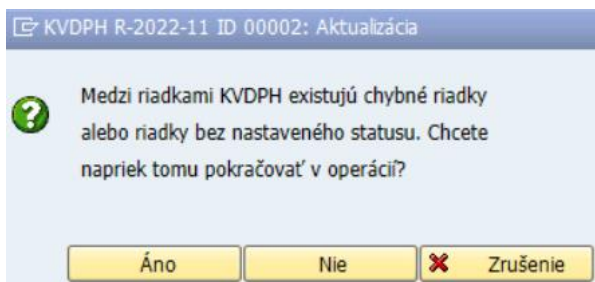 KVDPH R-2022-11 ID 00002: Aktualizácia
Medzi riadkami KVDPH existujú chybné riadky
alebo riadky bez nastaveného statusu. Chcete
napriek tomu pokračovať v operácií?
Áno
Nie
Zrušenie